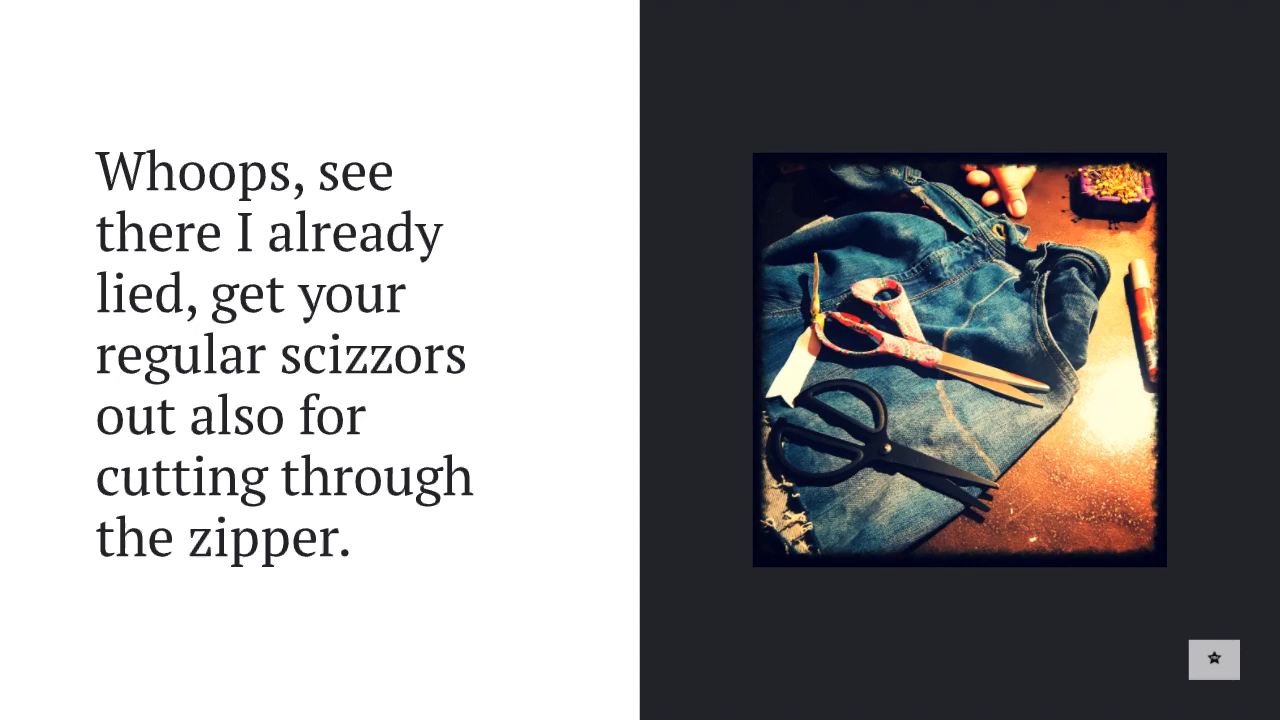 Whoops, see
there I already
lied, get your
regular scizzors
out also for
cutting through
the zipper.